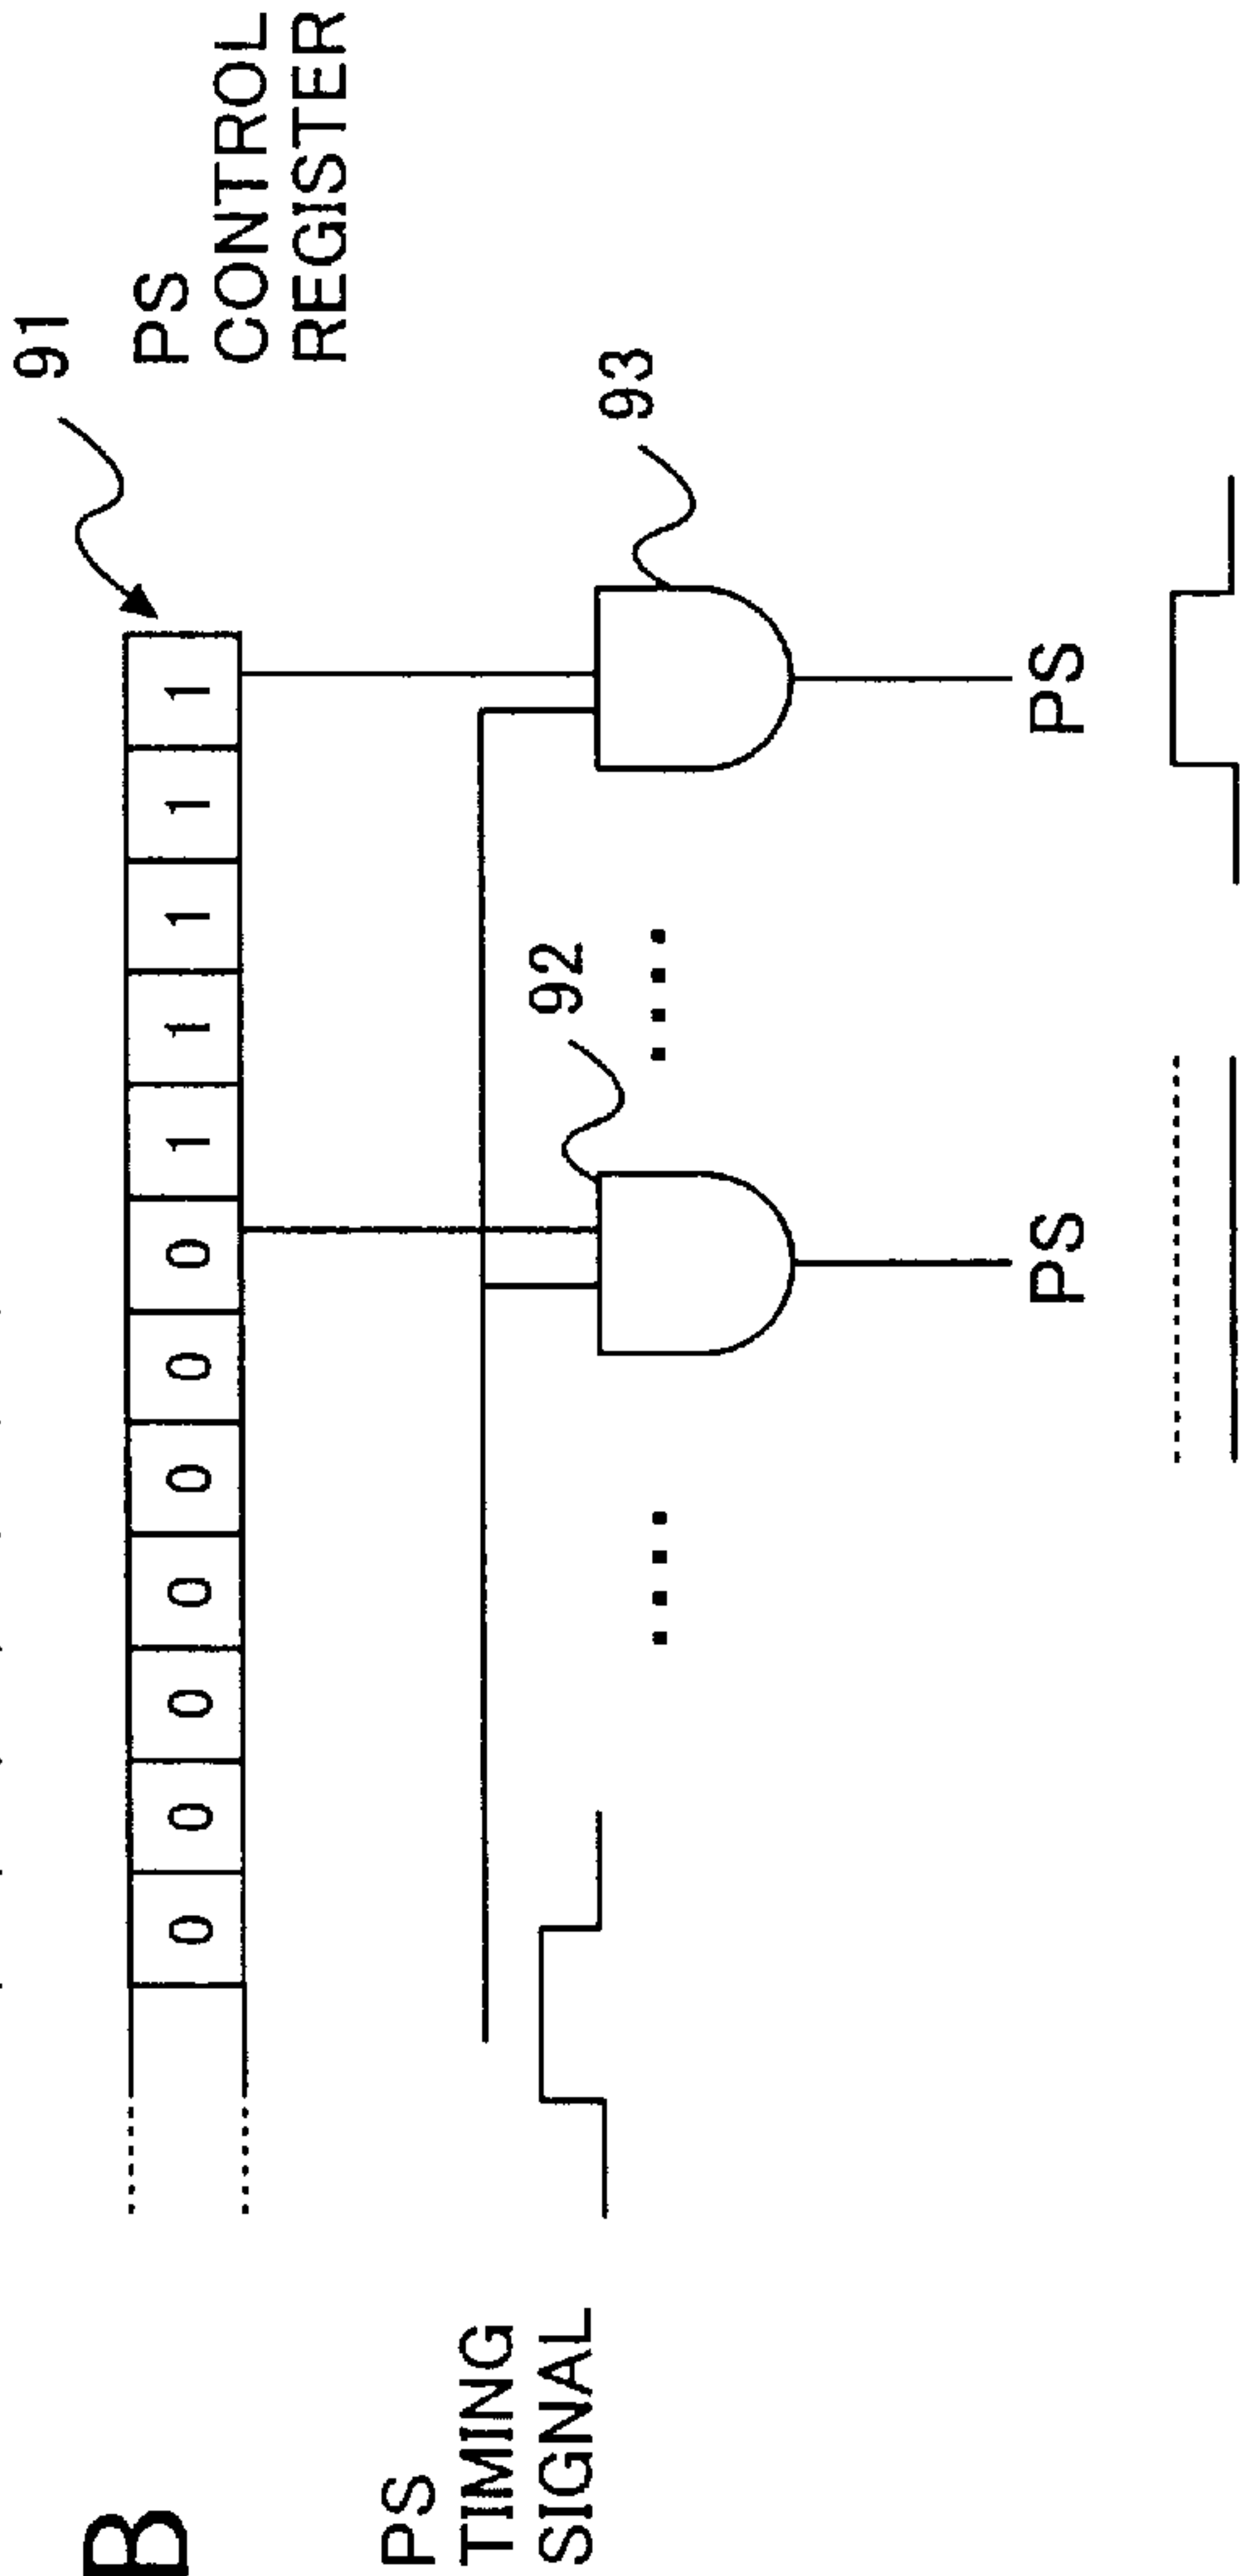 B
91
PS
CONTROL
REGISTER
0 0 0 0 0 0 0 1 1 1 1 1
PS
TIMING
SIGNAL
92
93
PS
PS